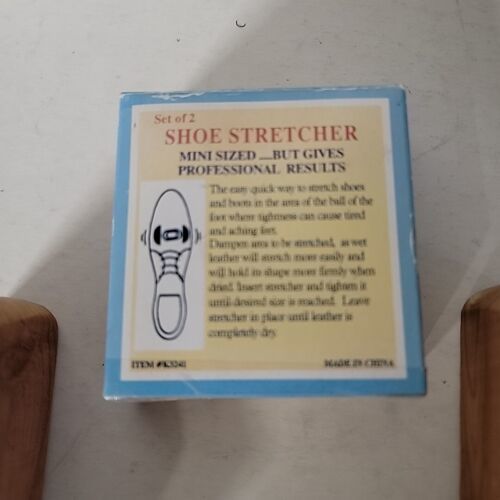 Set of 2
SHOE STRETCHER
MINI SIZED ....BUT GIVES
PROFESSIONAL RESULTS
The easy quick way to stretch shoes
and boots in the area of the ball of the
foot where tightness can cause tired
and aching feet.
Dampen area to be stretched, as wet
leather will stretch more easily and
will hold its shape more firmly when
dried. Insert stretcher and tighten it
until desired size is reached. Leave
stretcher in place until leather is
completely dry.
ITEM
MADE IN CHINA